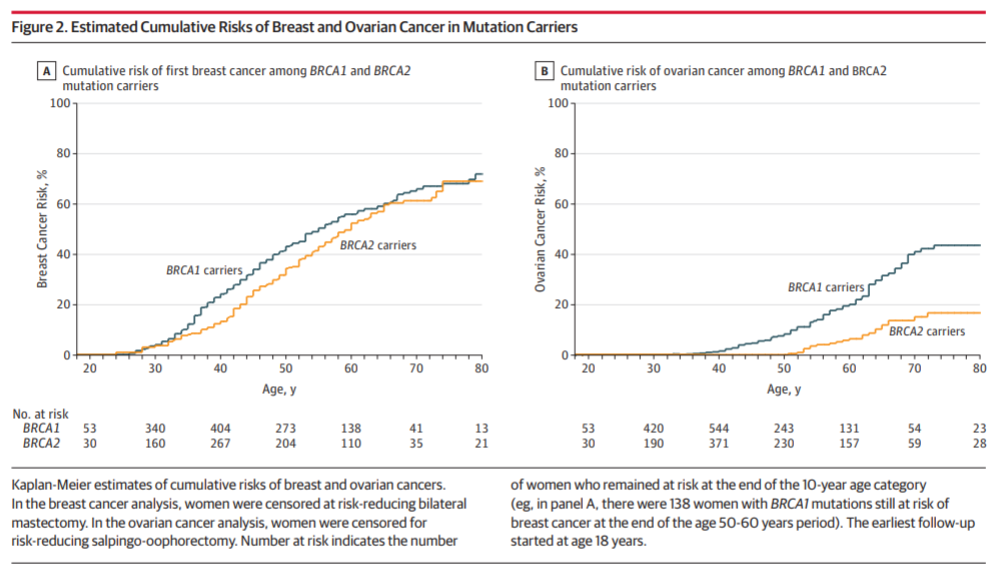 Figure 2. Estimated Cumulative Risks of Breast and Ovarian Cancer in Mutation Carriers
A Cumulative risk of first breast cancer among BRCA1 and BRCA2
mutation carriers
100
80
60
40
20
0
Breast Cancer Risk, %
BRCA1 carriers
BRCA2 carriers
20 30 40 50 60 70 80
Age, y
No. at risk
BRCA1 53 340 404 273 138 41 13
BRCA2 30 160 267 204 110 35 21
B Cumulative risk of ovarian cancer among BRCA1 and BRCA2
mutation carriers
100
80
60
40
20
0
Ovarian Cancer Risk, %
BRCA1 carriers
BRCA2 carriers
20 30 40 50 60 70 80
Age, y
53 420 544 243 131 54 23
30 190 371 230 157 59 28
Kaplan-Meier estimates of cumulative risks of breast and ovarian cancers.
In the breast cancer analysis, women were censored at risk-reducing bilateral
mastectomy. In the ovarian cancer analysis, women were censored for
risk-reducing salpingo-oophorectomy. Number at risk indicates the number
of women who remained at risk at the end of the 10-year age category
(eg, in panel A, there were 138 women with BRCA1 mutations still at risk of
breast cancer at the end of the age 50-60 years period). The earliest follow-up
started at age 18 years.